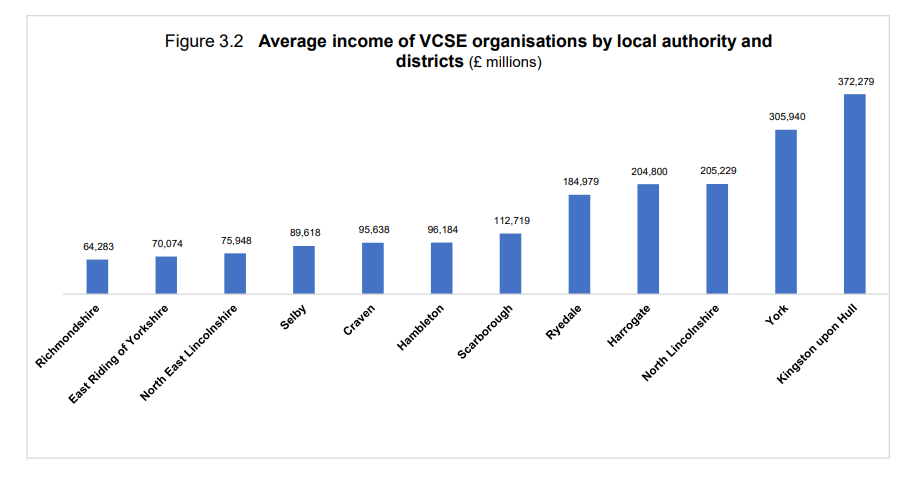 Figure 3.2 Average income of VCSE organisations by local authority and
districts (£ millions)
372,279
305,940
205,229
204,800
184,979
112,719
96,184
95,638
89,618
75,948
70,074
64,283
Richmondshire
East Riding of Yorkshire
North East Lincolnshire
Selby
Craven
Hambleton
Scarborough
Ryedale
Harrogate
North Lincolnshire
York
Kingston upon Hull